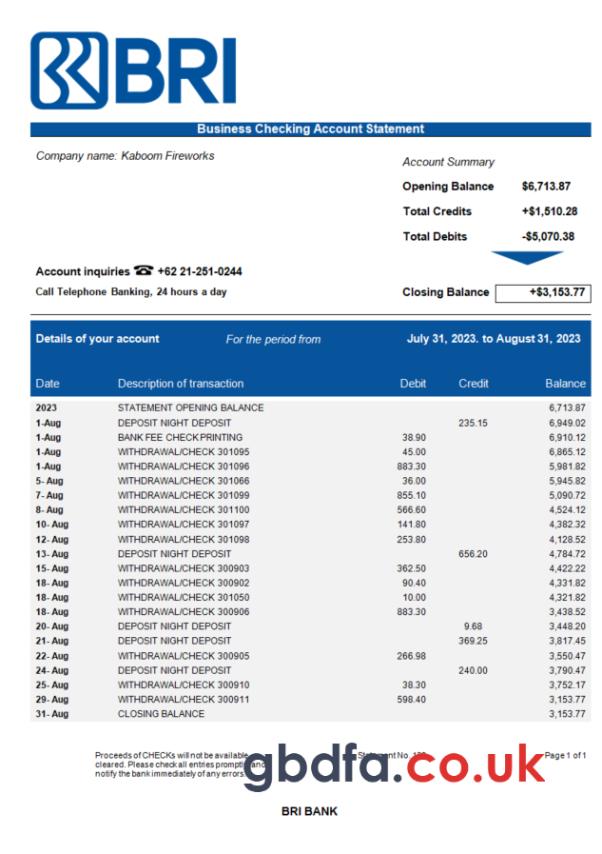 BRI
Business Checking Account Statement
Company name: Kaboom Fireworks
Account Summary
Opening Balance $6,713.87
Total Credits +$1,510.28
Total Debits -$5,070.38
Account inquiries ☎ +62 21-251-0244
Call Telephone Banking, 24 hours a day
Closing Balance +$3,153.77
Details of your account For the period from July 31, 2023. to August 31, 2023
Date Description of transaction Debit Credit Balance
2023 STATEMENT OPENING BALANCE 6,713.87
1-Aug DEPOSIT NIGHT DEPOSIT 235.15 6,949.02
1-Aug BANK FEE CHECK PRINTING 38.90 6,910.12
1-Aug WITHDRAWAL/CHECK 301095 45.00 6,865.12
1-Aug WITHDRAWAL/CHECK 301096 883.30 5,981.82
5- Aug WITHDRAWAL/CHECK 301066 36.00 5,945.82
7- Aug WITHDRAWAL/CHECK 301099 855.10 5,090.72
8- Aug WITHDRAWAL/CHECK 301100 566.60 4,524.12
10- Aug WITHDRAWAL/CHECK 301097 141.80 4,382.32
12- Aug WITHDRAWAL/CHECK 301098 253.80 4,128.52
13- Aug DEPOSIT NIGHT DEPOSIT 656.20 4,784.72
15- Aug WITHDRAWAL/CHECK 300903 362.50 4,422.22
18- Aug WITHDRAWAL/CHECK 300902 90.40 4,331.82
18- Aug WITHDRAWAL/CHECK 301050 10.00 4,321.82
18- Aug WITHDRAWAL/CHECK 300906 883.30 3,438.52
20- Aug DEPOSIT NIGHT DEPOSIT 9.68 3,448.20
21- Aug DEPOSIT NIGHT DEPOSIT 369.25 3,817.45
22- Aug WITHDRAWAL/CHECK 300905 266.98 3,550.47
24- Aug DEPOSIT NIGHT DEPOSIT 240.00 3,790.47
25- Aug WITHDRAWAL/CHECK 300910 38.30 3,752.17
29- Aug WITHDRAWAL/CHECK 300911 598.40 3,153.77
31- Aug CLOSING BALANCE 3,153.77
Proceeds of CHECKs will not be available Statement No. Page 1 of 1
cleared. Please check all entries promptly and
notify the bank immediately of any errors.
gbdfa.co.uk
BRI BANK